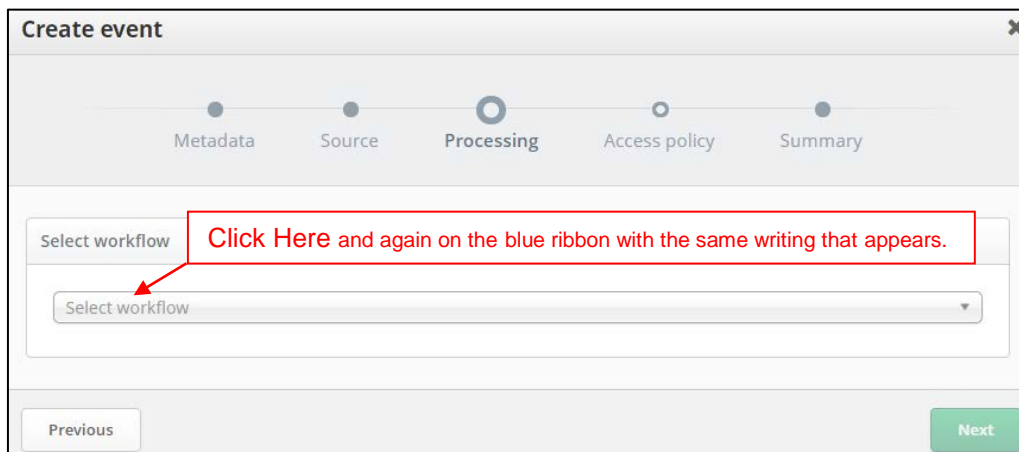 Create event
Metadata Source Processing Access policy Summary
Select workflow
Click Here and again on the blue ribbon with the same writing that appears.
Select workflow
Previous Next